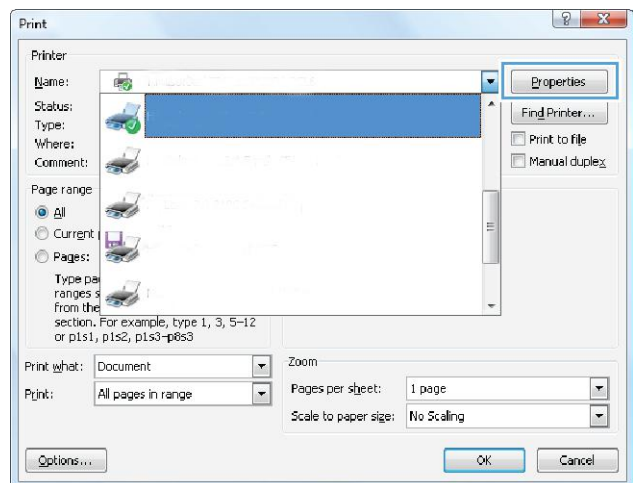 Print
Printer
Name:
Properties
Status:
Find Printer...
Type:
Print to file
Where:
Comment:
Manual duplex
Page range
All
Current
Pages:
Type
ranges
from the
section. For example, type 1, 3, 5–12
or p1s1, p1s2, p1s3–p8s3
Print what: Document
Print: All pages in range
Zoom
Pages per sheet: 1 page
Scale to paper size: No Scaling
Options...
OK
Cancel